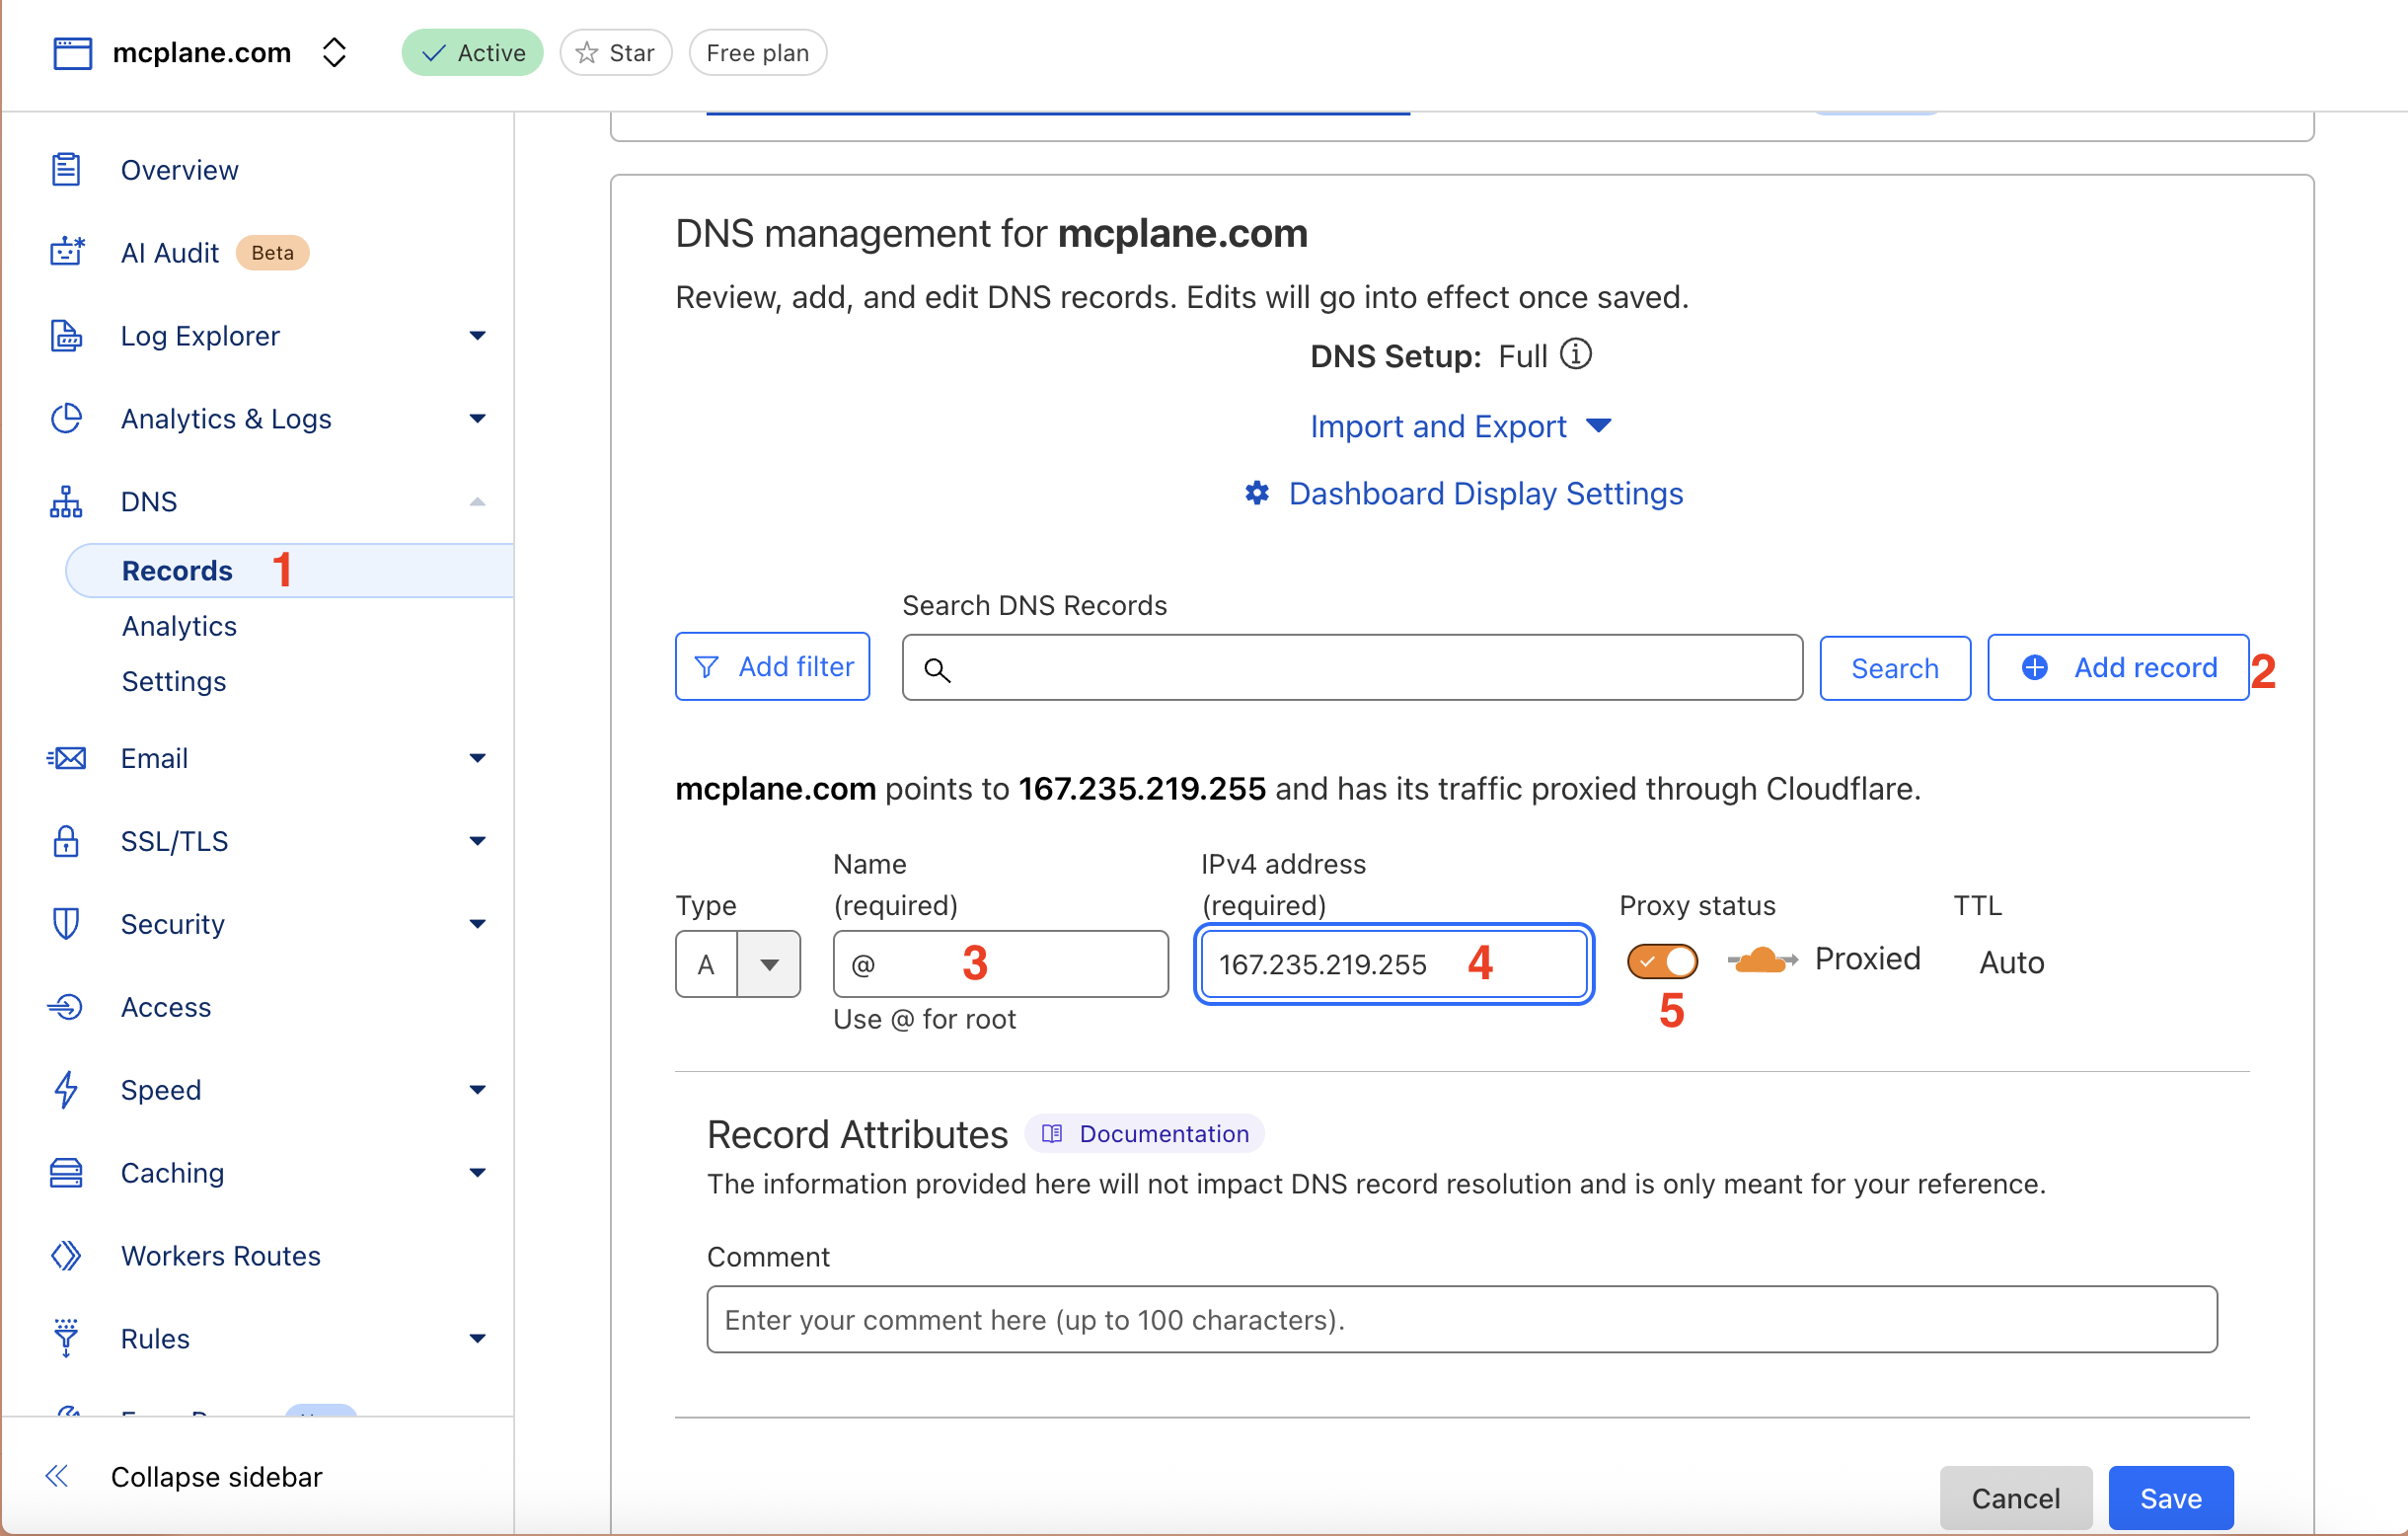 mcplane.com
Active
Star
Free plan
Overview
AI Audit Beta
Log Explorer
Analytics & Logs
DNS
Records 1
Analytics
Settings
Email
SSL/TLS
Security
Access
Speed
Caching
Workers Routes
Rules
Collapse sidebar
DNS management for mcplane.com
Review, add, and edit DNS records. Edits will go into effect once saved.
DNS Setup: Full
Import and Export
Dashboard Display Settings
Search DNS Records
Add filter
Search
Add record 2
mcplane.com points to 167.235.219.255 and has its traffic proxied through Cloudflare.
Type
Name
(required)
IPv4 address
(required)
Proxy status
TTL
A
@ 3
167.235.219.255 4
Proxied
Auto
5
Use @ for root
Record Attributes Documentation
The information provided here will not impact DNS record resolution and is only meant for your reference.
Comment
Enter your comment here (up to 100 characters).
Cancel
Save